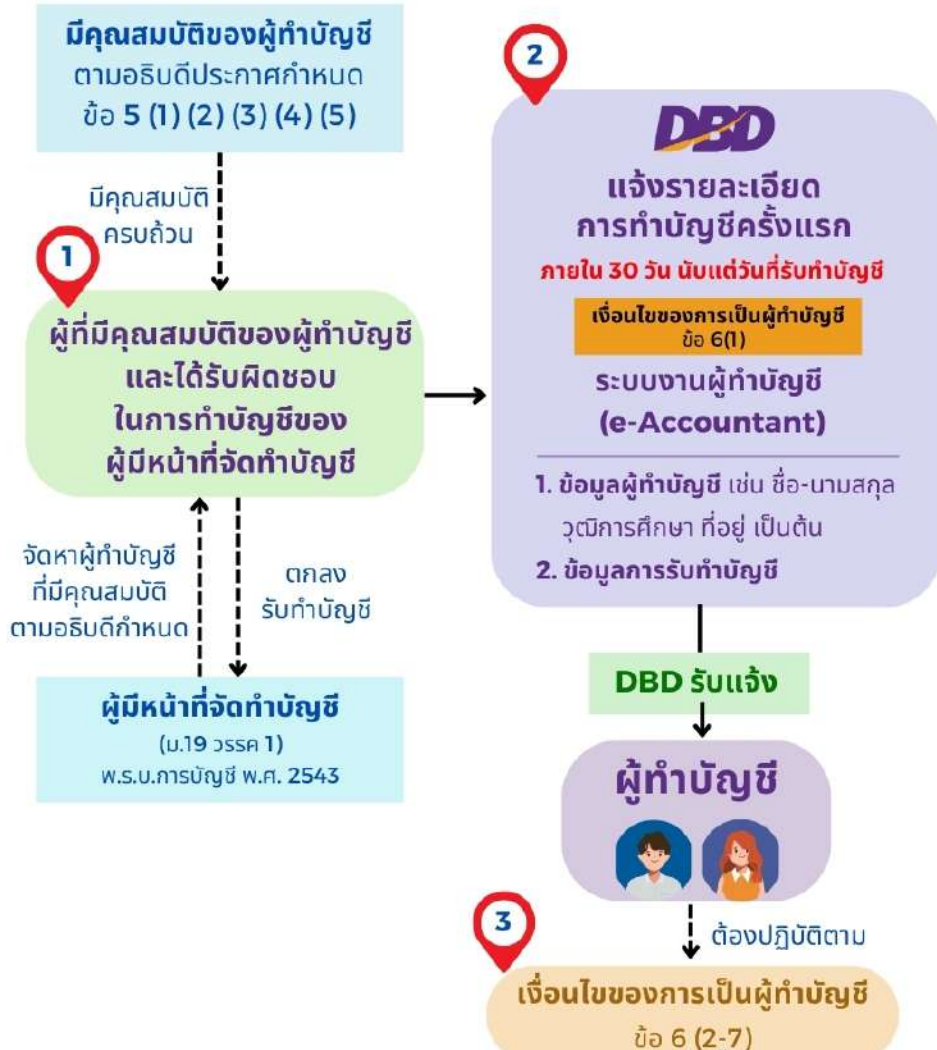 มีคุณสมบัติของผู้ทำบัญชี
ตามอธิบดีประกาศกำหนด
ข้อ 5 (1) (2) (3) (4) (5)
มีคุณสมบัติ
ครบถ้วน
1
ผู้ที่มีคุณสมบัติของผู้ทำบัญชี
และได้รับผิดชอบ
ในการทำบัญชีของ
ผู้มีหน้าที่จัดทำบัญชี
จัดหาผู้ทำบัญชี
ที่มีคุณสมบัติ
ตามอธิบดีกำหนด
ตกลง
รับทำบัญชี
ผู้มีหน้าที่จัดทำบัญชี
(ม.19 วรรค 1)
พ.ร.บ.การบัญชี พ.ศ. 2543
2
DBD
แจ้งรายละเอียด
การทำบัญชีครั้งแรก
ภายใน 30 วัน นับแต่วันที่รับทำบัญชี
เงื่อนไขของการเป็นผู้ทำบัญชี
ข้อ 6(1)
ระบบงานผู้ทำบัญชี
(e-Accountant)
1. ข้อมูลผู้ทำบัญชี เช่น ชื่อ-นามสกุล
วุฒิการศึกษา ที่อยู่ เป็นต้น
2. ข้อมูลการรับทำบัญชี
DBD รับแจ้ง
ผู้ทำบัญชี
ต้องปฏิบัติตาม
3
เงื่อนไขของการเป็นผู้ทำบัญชี
ข้อ 6 (2-7)